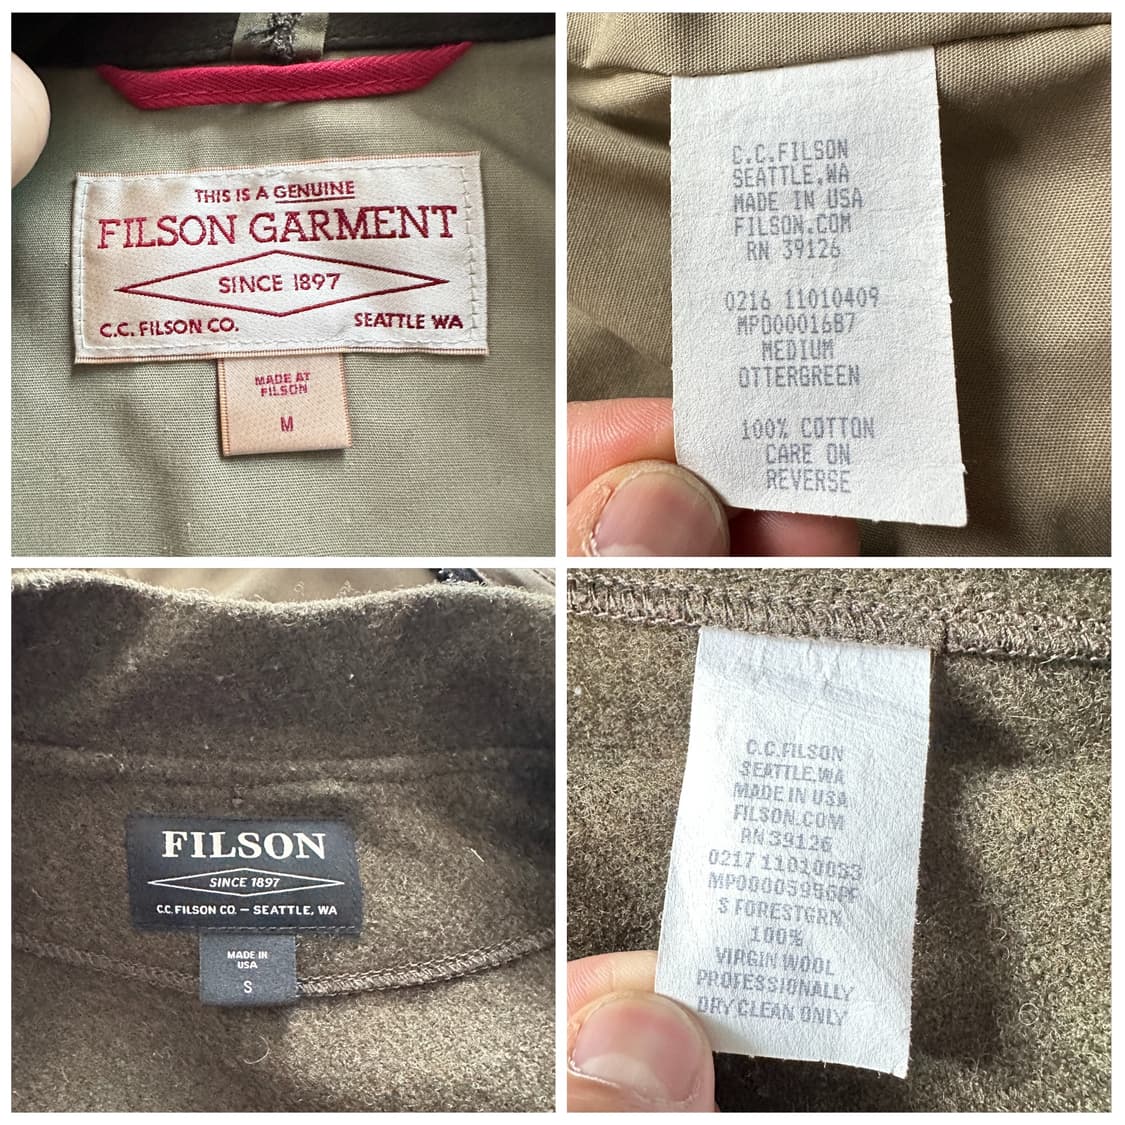 THIS IS A GENUINE
FILSON GARMENT
SINCE 1897
C.C. FILSON CO. SEATTLE WA
MADE AT
FILSON
M
C.C.FILSON
SEATTLE,WA
MADE IN USA
FILSON.COM
RN 39126
0216 11010409
MPO0001687
MEDIUM
OTTERGREEN
100% COTTON
CARE ON
REVERSE
FILSON
SINCE 1897
C.C. FILSON CO. – SEATTLE, WA
MADE IN
USA
S
C.C.FILSON
SEATTLE,WA
MADE IN USA
FILSON.COM
RN 39126
0217
S FORESTGRN
100%
VIRGIN WOOL
PROFESSIONALLY
DRY CLEAN ONLY